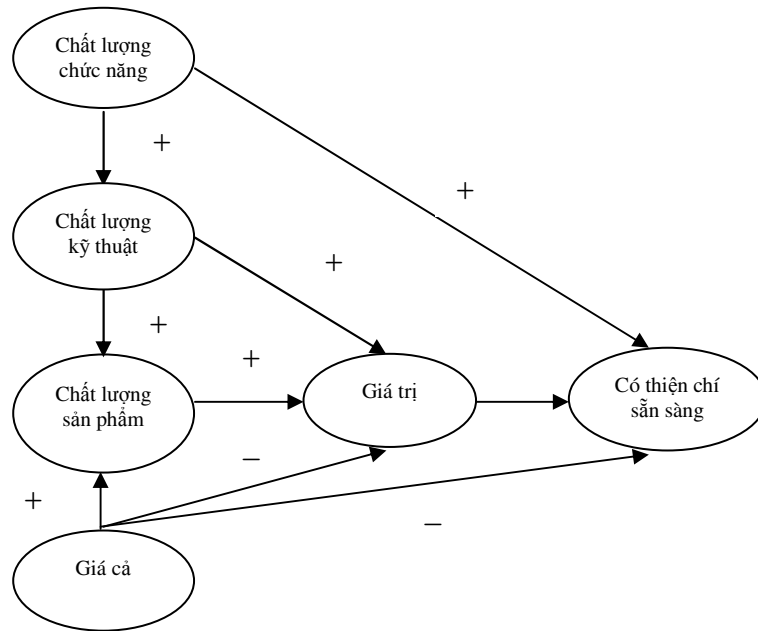 Chất lượng
chức năng
+
+
Chất lượng
kỹ thuật
+
+
+
Chất lượng
sản phẩm
Giá trị
Có thiện chí
sẵn sàng
−
+
−
Giá cả